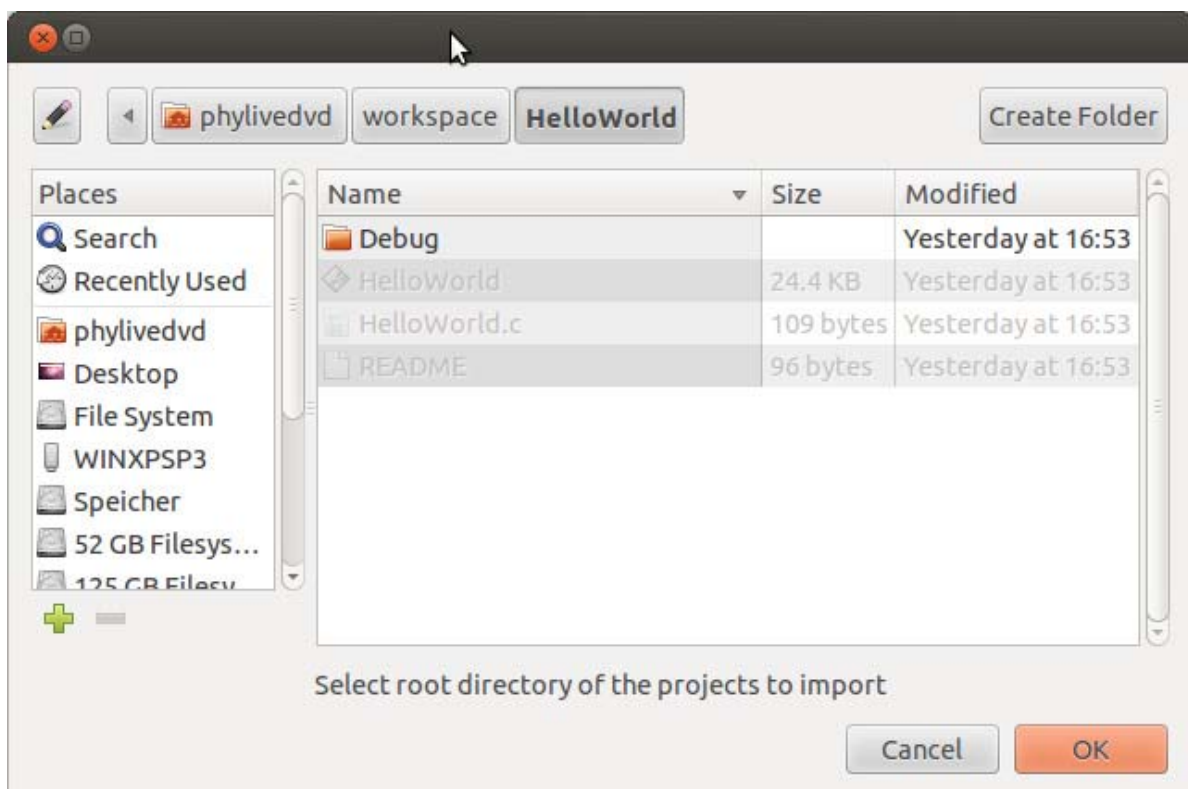 phylivedvd workspace HelloWorld Create Folder
Places
Search
Recently Used
phylivedvd
Desktop
File System
WINXPSP3
Speicher
52 GB Filesys...
125 GB Filesy
Name Size Modified
Debug Yesterday at 16:53
HelloWorld 24.4 KB Yesterday at 16:53
HelloWorld.c 109 bytes Yesterday at 16:53
README 96 bytes Yesterday at 16:53
Select root directory of the projects to import
Cancel OK